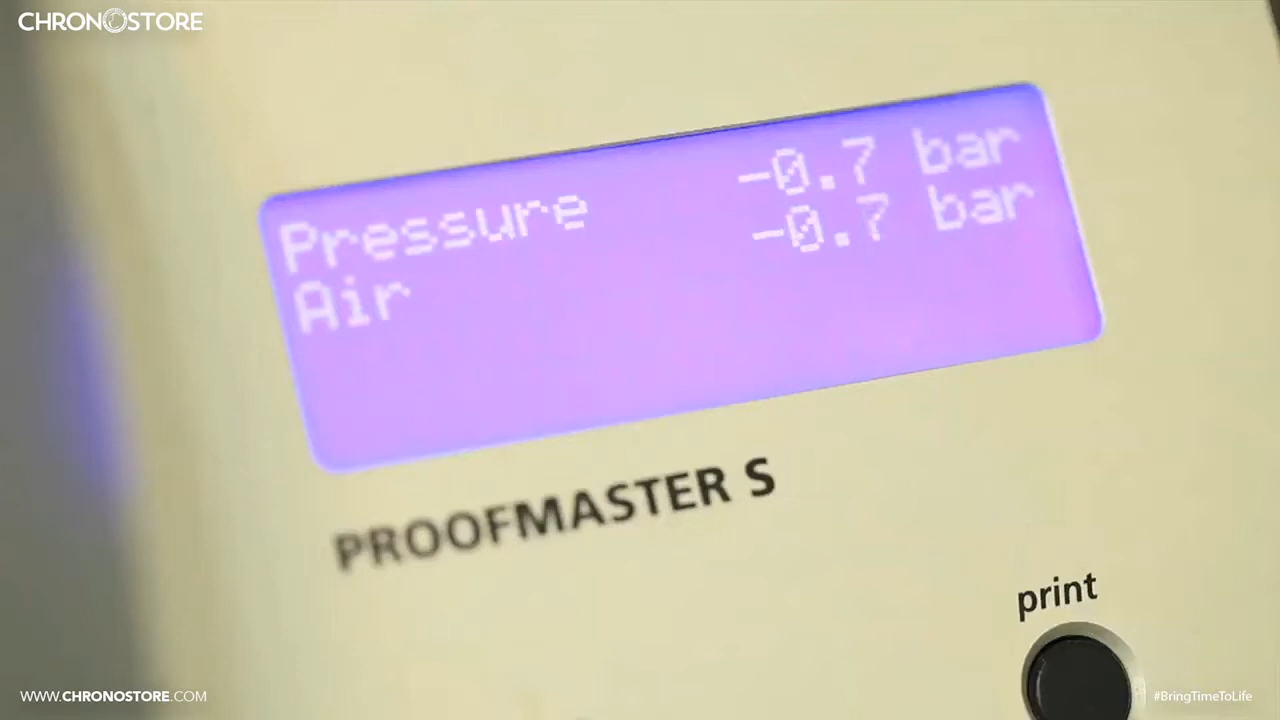 CHRONOSTORE
Pressure -0.7 bar
Air -0.7 bar
PROOFMASTER S
print
WWW.CHRONOSTORE.COM
#BringTimeToLife